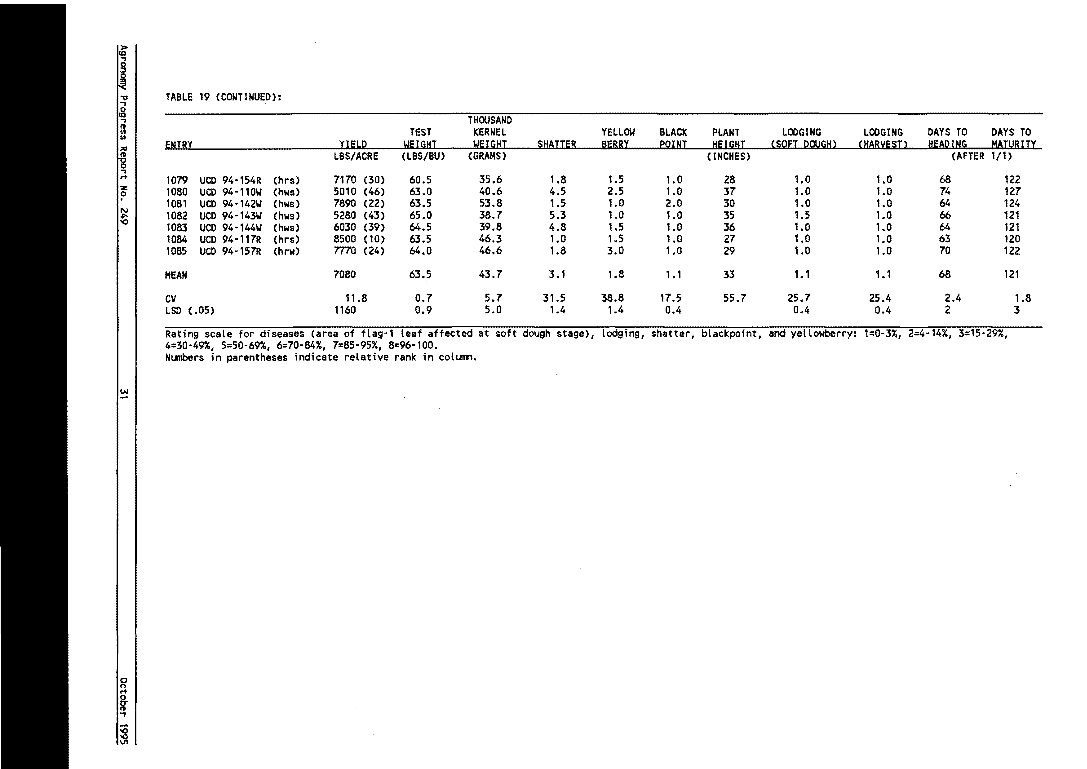 TABLE 19 (CONTINUED):
THOUSAND
TEST KERNEL YELLOW BLACK PLANT LODGING LODGING DAYS TO DAYS TO
ENTRY YIELD WEIGHT WEIGHT SHATTER BERRY POINT HEIGHT (SOFT DOUGH) (HARVEST) HEADING MATURITY
LBS/ACRE (LBS/BU) (GRAMS) (INCHES) (AFTER 1/1)
1079 UCD 94-154R (hrs) 7170 (30) 60.5 35.6 1.8 1.5 1.0 28 1.0 1.0 68 122
1080 UCD 94-110W (hws) 5010 (46) 63.0 40.6 4.5 2.5 1.0 37 1.0 1.0 74 127
1081 UCD 94-142W (hws) 7890 (22) 63.5 53.8 1.5 1.0 2.0 30 1.0 1.0 64 124
1082 UCD 94-143W (hws) 5280 (43) 65.0 38.7 5.3 1.0 1.0 35 1.5 1.0 66 121
1083 UCD 94-144W (hws) 6030 (39) 64.5 39.8 4.8 1.5 1.0 36 1.0 1.0 64 121
1084 UCD 94-117R (hrs) 8500 (10) 63.5 46.3 1.0 1.5 1.0 27 1.0 1.0 63 120
1085 UCD 94-157R (hrw) 7770 (24) 64.0 46.6 1.8 3.0 1.0 29 1.0 1.0 70 122
MEAN 7080 63.5 43.7 3.1 1.8 1.1 33 1.1 1.1 68 121
CV 11.8 0.7 5.7 31.5 38.8 17.5 55.7 25.7 25.4 2.4 1.8
LSD (.05) 1160 0.9 5.0 1.4 1.4 0.4 0.4 0.4 2 3
Rating scale for diseases (area of flag-1 leaf affected at soft dough stage), lodging, shatter, blackpoint, and yellowberry: 1=0-3%, 2=4-14%, 3=15-29%,
4=30-49%, 5=50-69%, 6=70-84%, 7=85-95%, 8=96-100.
Numbers in parentheses indicate relative rank in column.
Agronomy Progress Report No. 249 31 October 1995